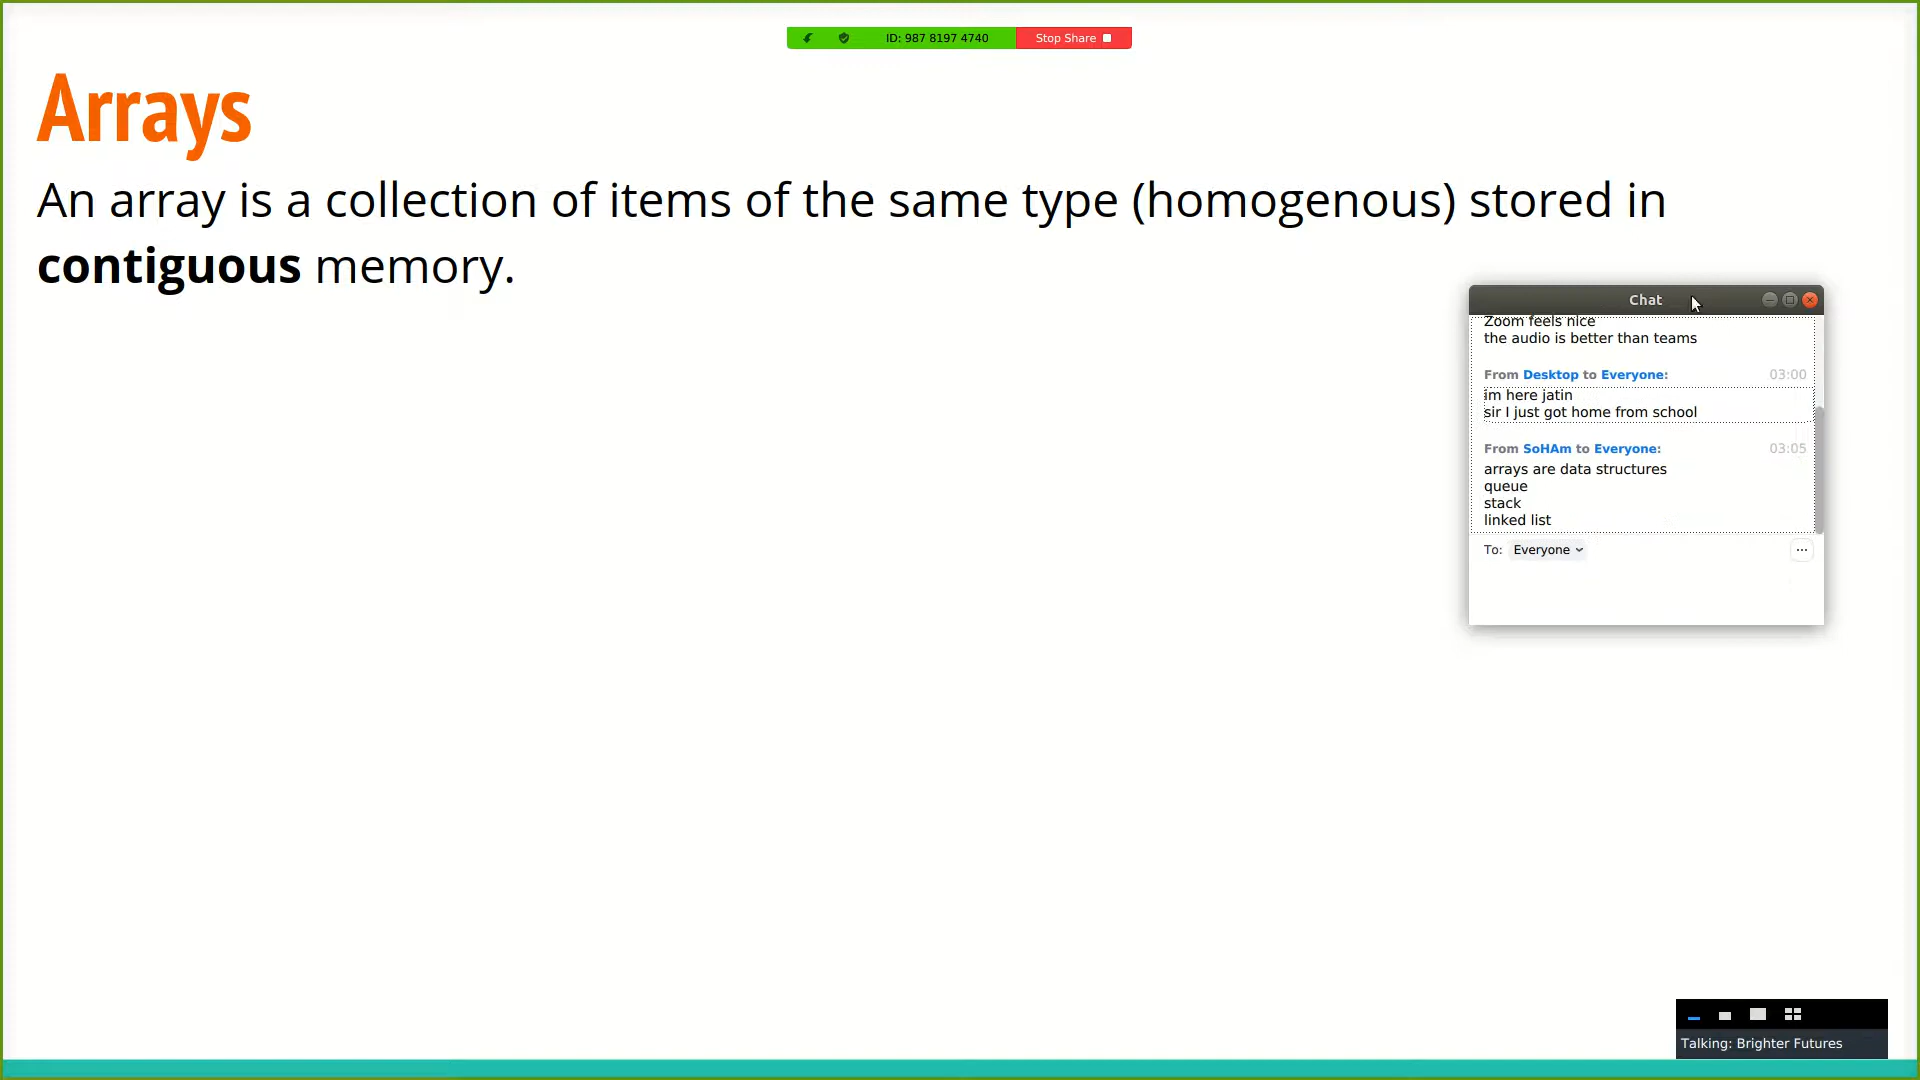 ID: 987 8197 4740 Stop Share
Arrays
An array is a collection of items of the same type (homogenous) stored in
contiguous memory.
Chat
Zoom feels nice
the audio is better than teams
From Desktop to Everyone: 03:00
im here jatin
sir I just got home from school
From SoHAm to Everyone: 03:05
arrays are data structures
queue
stack
linked list
To: Everyone
Talking: Brighter Futures